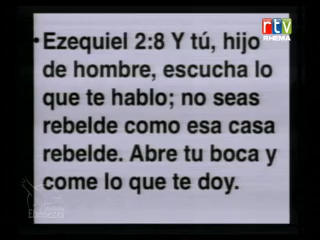 rtv
RHEMA
• Ezequiel 2:8 Y tú, hijo
de hombre, escucha lo
que te hablo; no seas
rebelde como esa casa
rebelde. Abre tu boca y
come lo que te doy.
Ebenezer